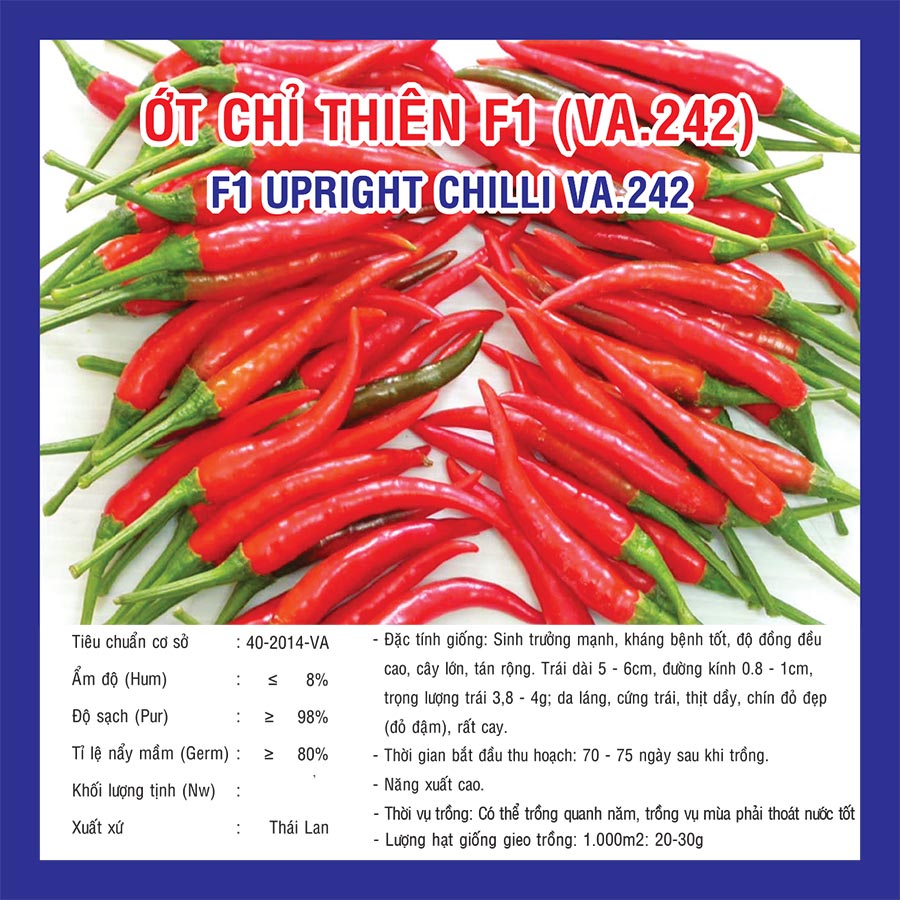 ỚT CHỈ THIÊN F1 (VA.242)
F1 UPRIGHT CHILLI VA.242
Tiêu chuẩn cơ sở : 40-2014-VA
Ẩm độ (Hum) : ≤ 8%
Độ sạch (Pur) : ≥ 98%
Tỉ lệ nẩy mầm (Germ) : ≥ 80%
Khối lượng tịnh (Nw) :
Xuất xứ : Thái Lan
- Đặc tính giống: Sinh trưởng mạnh, kháng bệnh tốt, độ đồng đều
cao, cây lớn, tán rộng. Trái dài 5 - 6cm, đường kính 0.8 - 1cm,
trọng lượng trái 3,8 - 4g; da láng, cứng trái, thịt dầy, chín đỏ đẹp
(đỏ đậm), rất cay.
- Thời gian bắt đầu thu hoạch: 70 - 75 ngày sau khi trồng.
- Năng xuất cao.
- Thời vụ trồng: Có thể trồng quanh năm, trồng vụ mùa phải thoát nước tốt
- Lượng hạt giống gieo trồng: 1.000m2: 20-30g